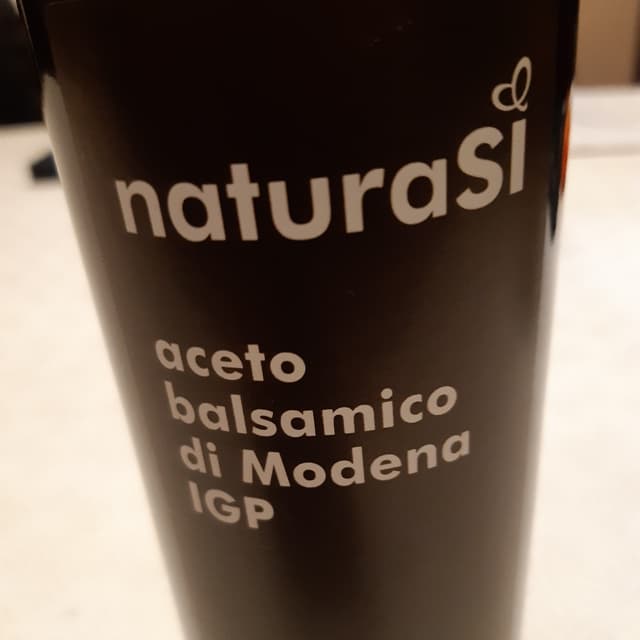 naturaSì
aceto
balsamico
di Modena
IGP